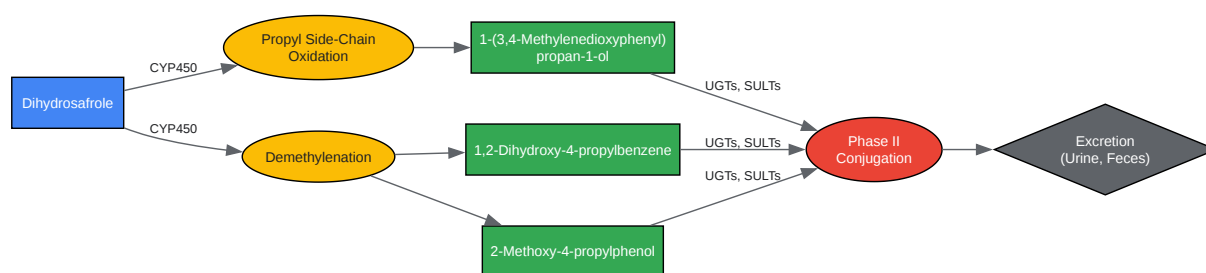 Propyl Side-Chain
Oxidation
1-(3,4-Methylenedioxyphenyl)
propan-1-ol
CYP450
UGTs, SULTs
Dihydrosafrole
CYP450
Demethylenation
1,2-Dihydroxy-4-propylbenzene
UGTs, SULTs
Phase II
Conjugation
Excretion
(Urine, Feces)
UGTs, SULTs
2-Methoxy-4-propylphenol